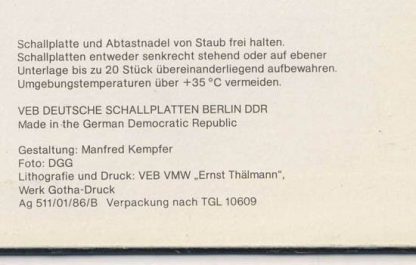 Schallplatte und Abtastnadel von Staub frei halten.
Schallplatten entweder senkrecht stehend oder auf ebener
Unterlage bis zu 20 Stück übereinanderliegend aufbewahren.
Umgebungstemperaturen über +35 °C vermeiden.
VEB DEUTSCHE SCHALLPLATTEN BERLIN DDR
Made in the German Democratic Republic
Gestaltung: Manfred Kempfer
Foto: DGG
Lithografie und Druck: VEB VMW „Ernst Thälmann",
Werk Gotha-Druck
Ag 511/01/86/B Verpackung nach TGL 10609